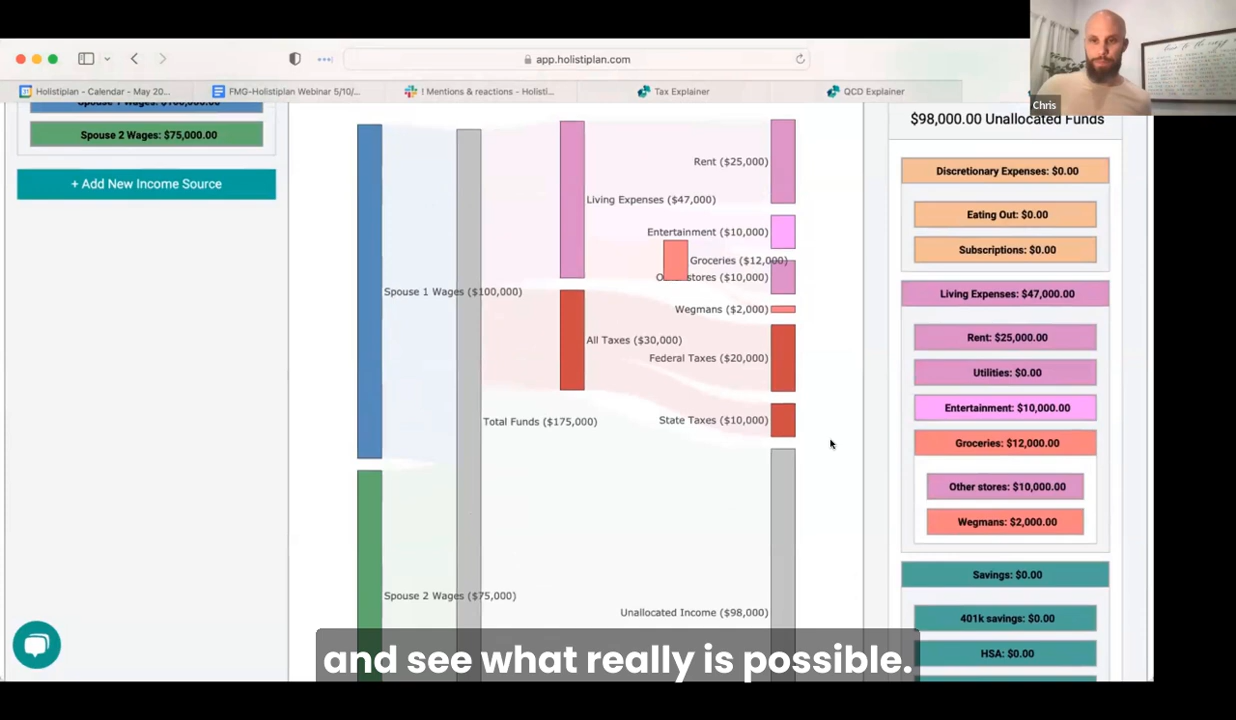 app.holistiplan.com
Holistiplan - Calendar - May 20...
FMG-Holistiplan Webinar 5/10/...
! Mentions & reactions - Holisti...
Tax Explainer
QCD Explainer
Chris
Spouse 1 Wages: $100,000.00
Spouse 2 Wages: $75,000.00
+ Add New Income Source
Spouse 1 Wages ($100,000)
Spouse 2 Wages ($75,000)
Total Funds ($175,000)
Living Expenses ($47,000)
All Taxes ($30,000)
Rent ($25,000)
Entertainment ($10,000)
Groceries ($12,000)
stores ($10,000)
Wegmans ($2,000)
Federal Taxes ($20,000)
State Taxes ($10,000)
Unallocated Income ($98,000)
$98,000.00 Unallocated Funds
Discretionary Expenses: $0.00
Eating Out: $0.00
Subscriptions: $0.00
Living Expenses: $47,000.00
Rent: $25,000.00
Utilities: $0.00
Entertainment: $10,000.00
Groceries: $12,000.00
Other stores: $10,000.00
Wegmans: $2,000.00
Savings: $0.00
401k savings: $0.00
HSA: $0.00
and see what really is possible.